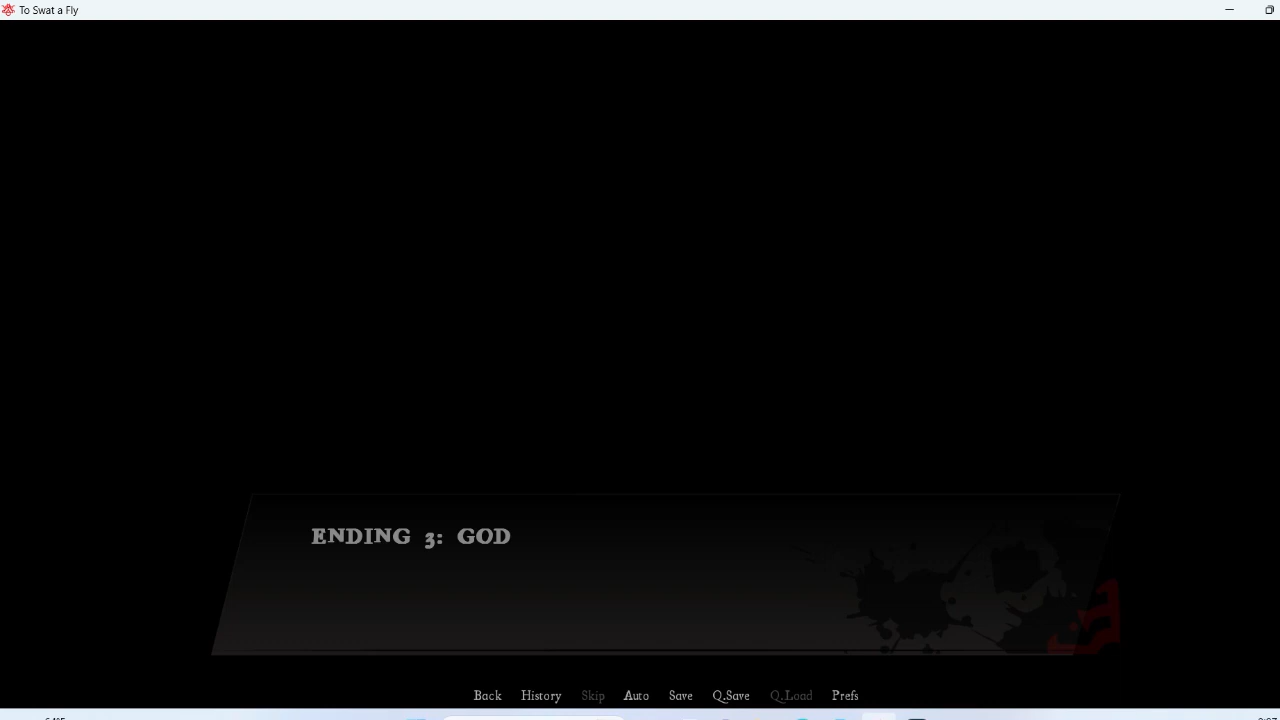 To Swat a Fly
ENDING 3: GOD
Back History Skip Auto Save Q.Save Q.Load Prefs